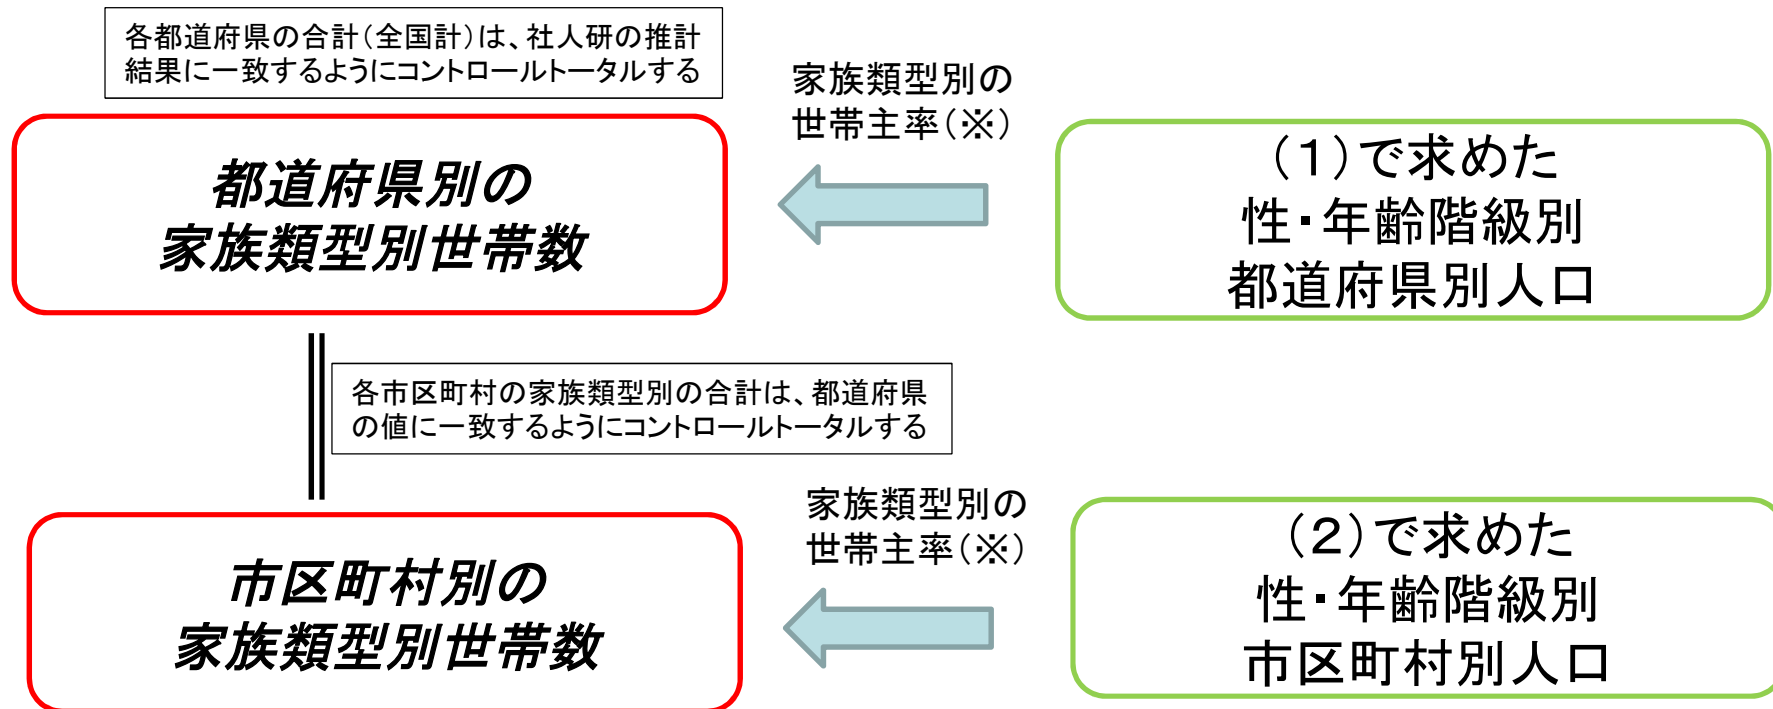 各都道府県の合計(全国計)は、社人研の推計
結果に一致するようにコントロールトータルする
家族類型別の
世帯主率(※)
都道府県別の
家族類型別世帯数
(1)で求めた
性・年齢階級別
都道府県別人口
各市区町村の家族類型別の合計は、都道府県
の値に一致するようにコントロールトータルする
家族類型別の
世帯主率(※)
市区町村別の
家族類型別世帯数
(2)で求めた
性・年齢階級別
市区町村別人口